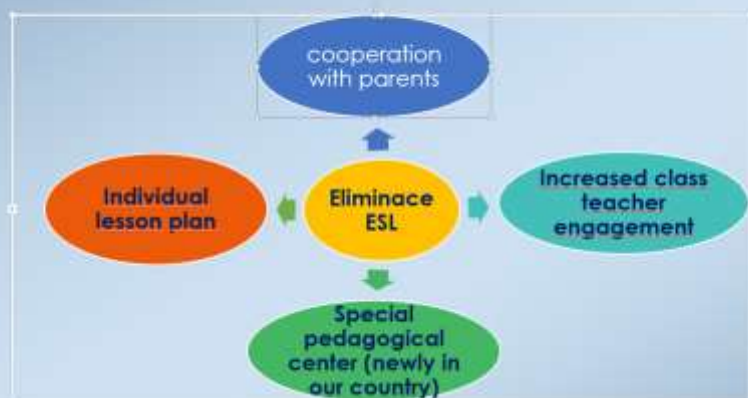 cooperation
with parents
Individual
lesson plan
Eliminace
ESL
Increased class
teacher
engagement
Special
pedagogical
center (newly in
our country)